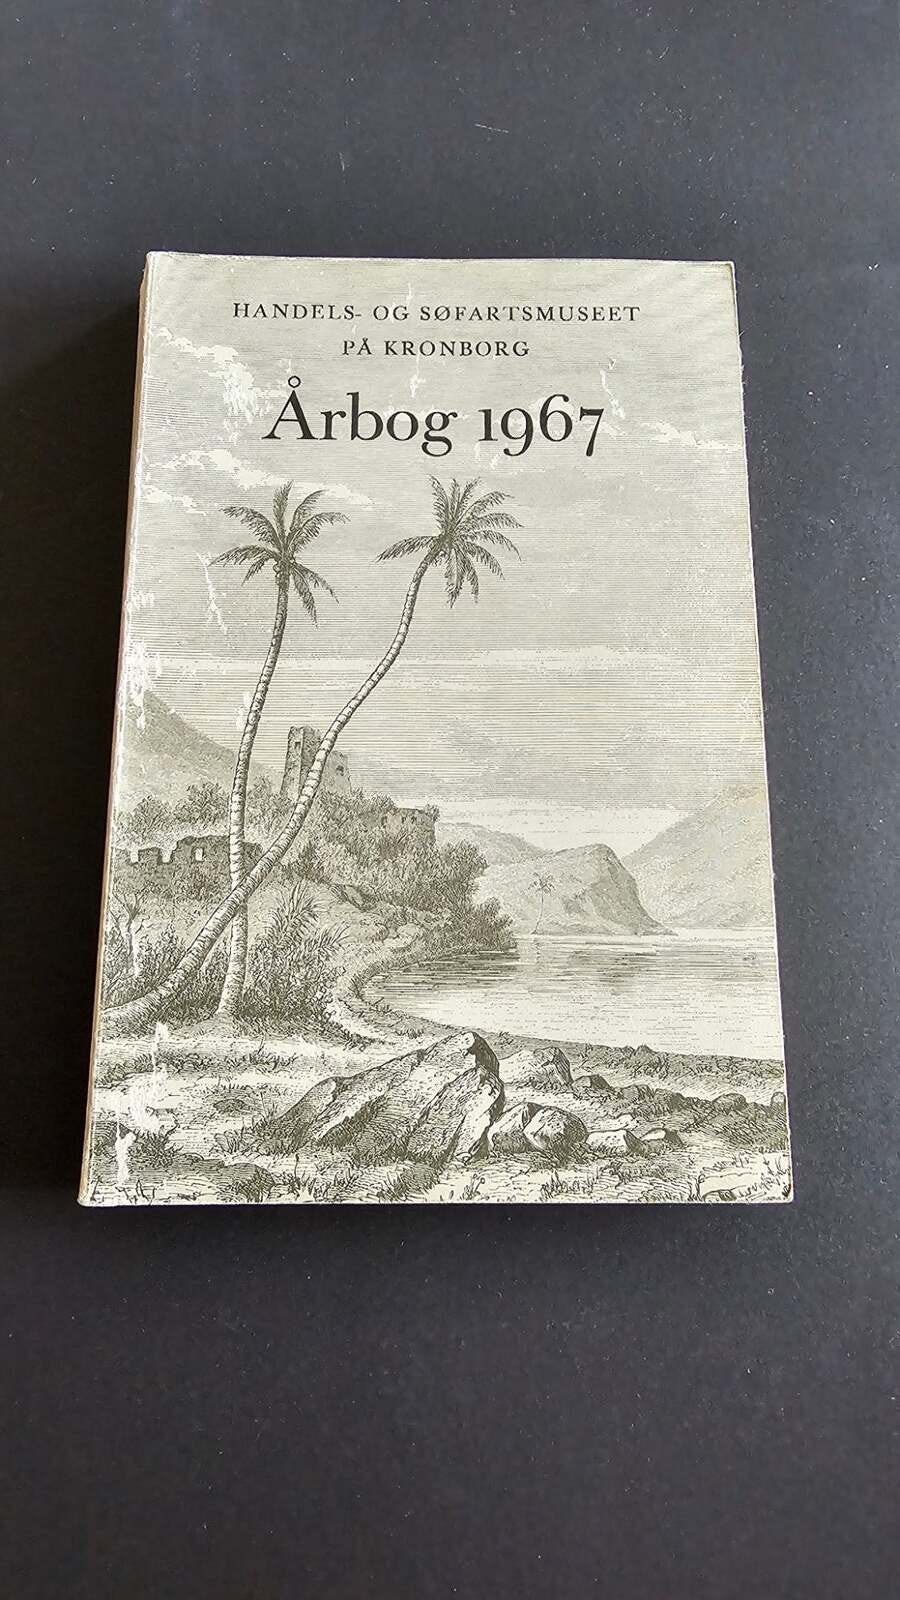 HANDELS- OG SØFARTSMUSEET
PÅ KRONBORG
Årbog 1967